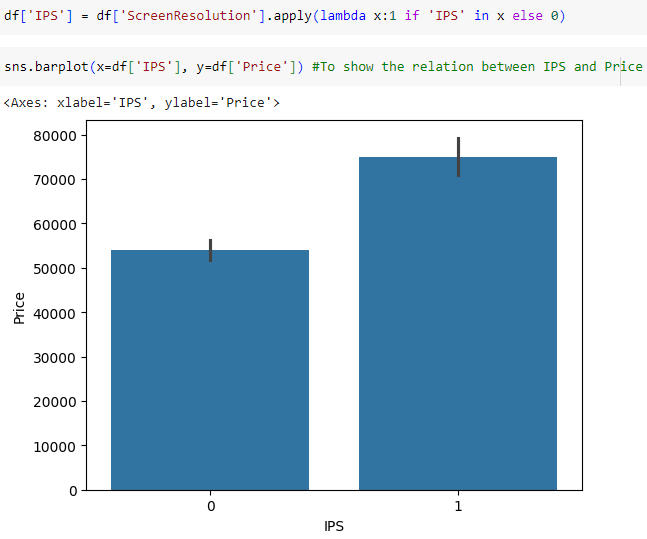 df['IPS'] = df['ScreenResolution'].apply(lambda x:1 if 'IPS' in x else 0)
sns.barplot(x=df['IPS'], y=df['Price']) #To show the relation between IPS and Price
<Axes: xlabel='IPS', ylabel='Price'>
80000
70000
60000
50000
40000
30000
20000
10000
0
Price
0 1
IPS